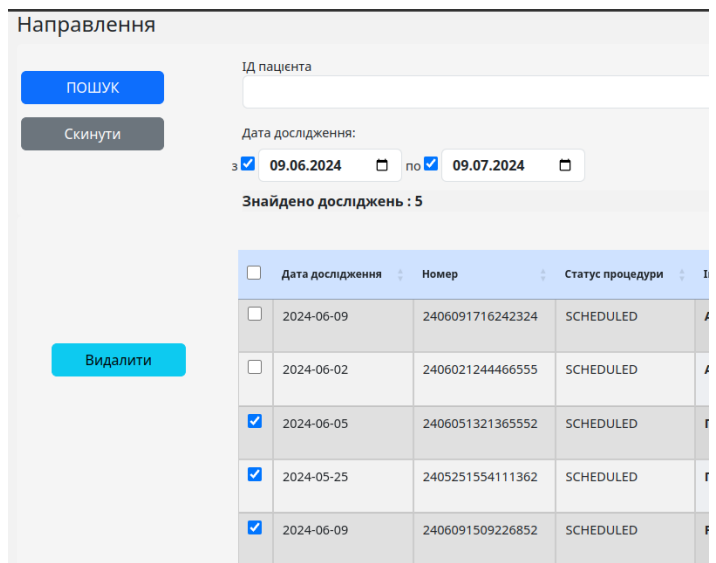 Направлення
ПОШУК
Скинути
ІД пацієнта
Дата дослідження:
з 09.06.2024 по 09.07.2024
Знайдено досліджень : 5
Дата дослідження Номер Статус процедури
2024-06-09 2406091716242324 SCHEDULED
Видалити
2024-06-02 2406021244466555 SCHEDULED
2024-06-05 2406051321365552 SCHEDULED
2024-05-25 2405251554111362 SCHEDULED
2024-06-09 2406091509226852 SCHEDULED